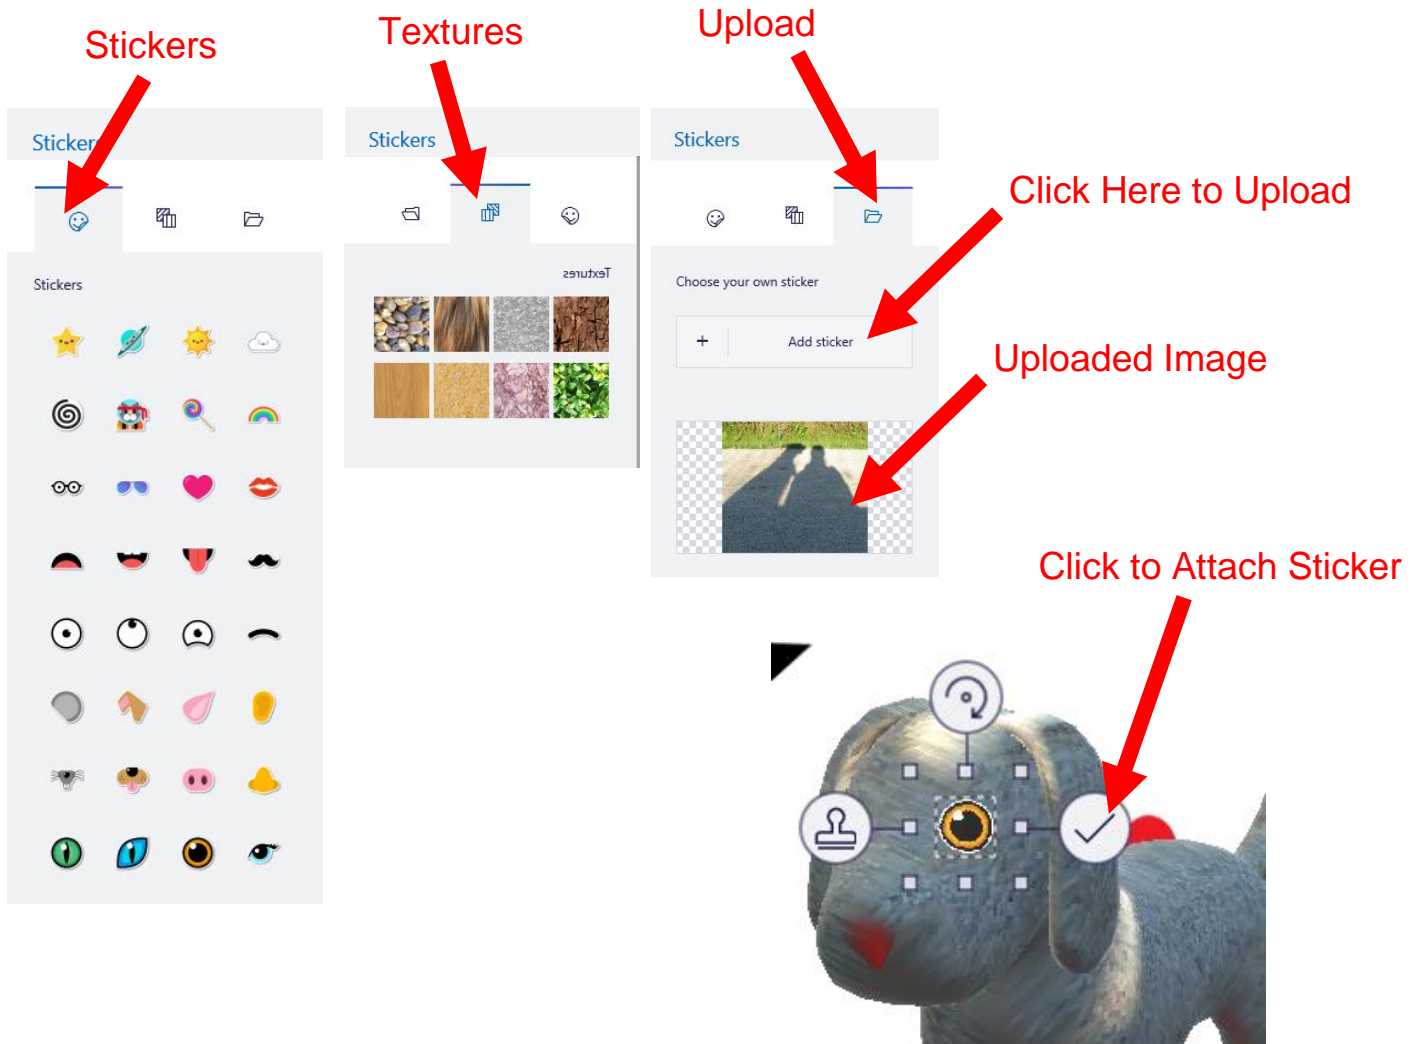 Stickers
Textures
Upload
Stickers
Stickers
Stickers
Click Here to Upload
Textures
Stickers
Choose your own sticker
+ Add sticker
Uploaded Image
Click to Attach Sticker